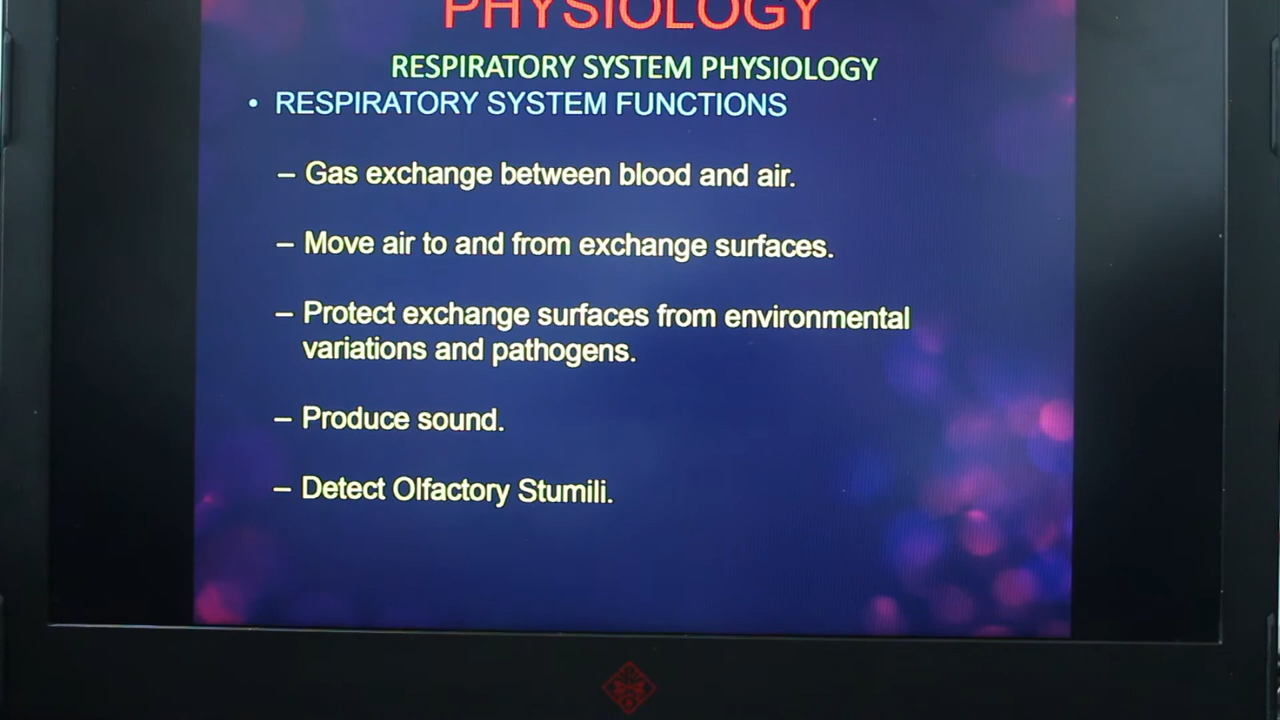 PHYSIOLOGY
RESPIRATORY SYSTEM PHYSIOLOGY
• RESPIRATORY SYSTEM FUNCTIONS
– Gas exchange between blood and air.
– Move air to and from exchange surfaces.
– Protect exchange surfaces from environmental
variations and pathogens.
– Produce sound.
– Detect Olfactory Stumili.